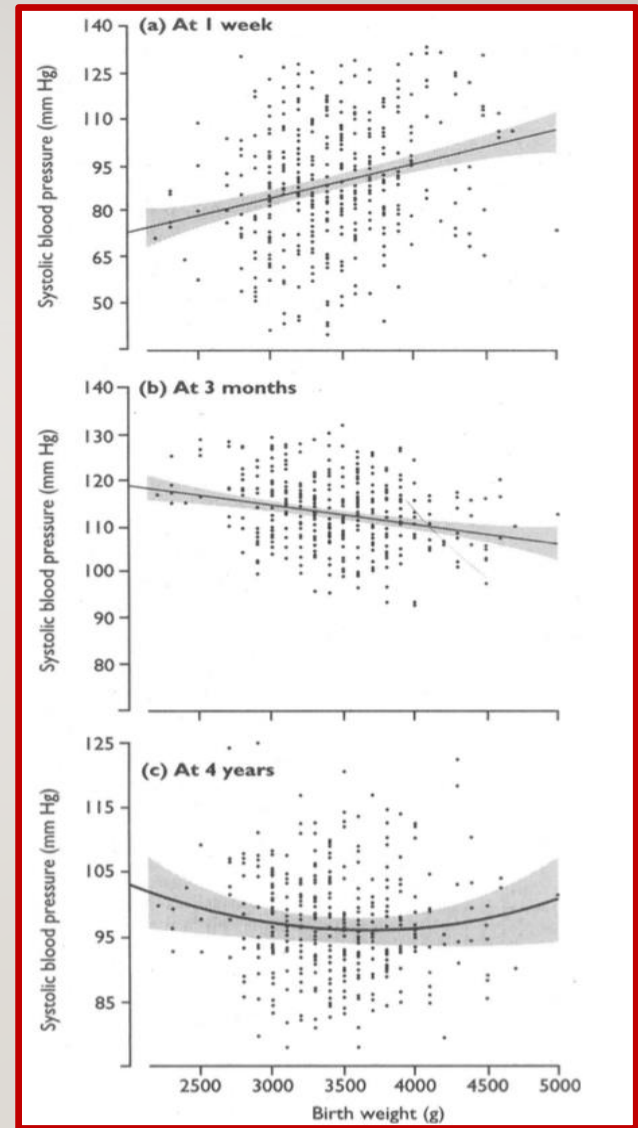 (a) At 1 week
140
125
110
95
80
65
50
Systolic blood pressure (mm Hg)
(b) At 3 months
140
130
120
110
100
90
80
Systolic blood pressure (mm Hg)
(c) At 4 years
125
115
105
95
85
Systolic blood pressure (mm Hg)
2500 3000 3500 4000 4500 5000
Birth weight (g)